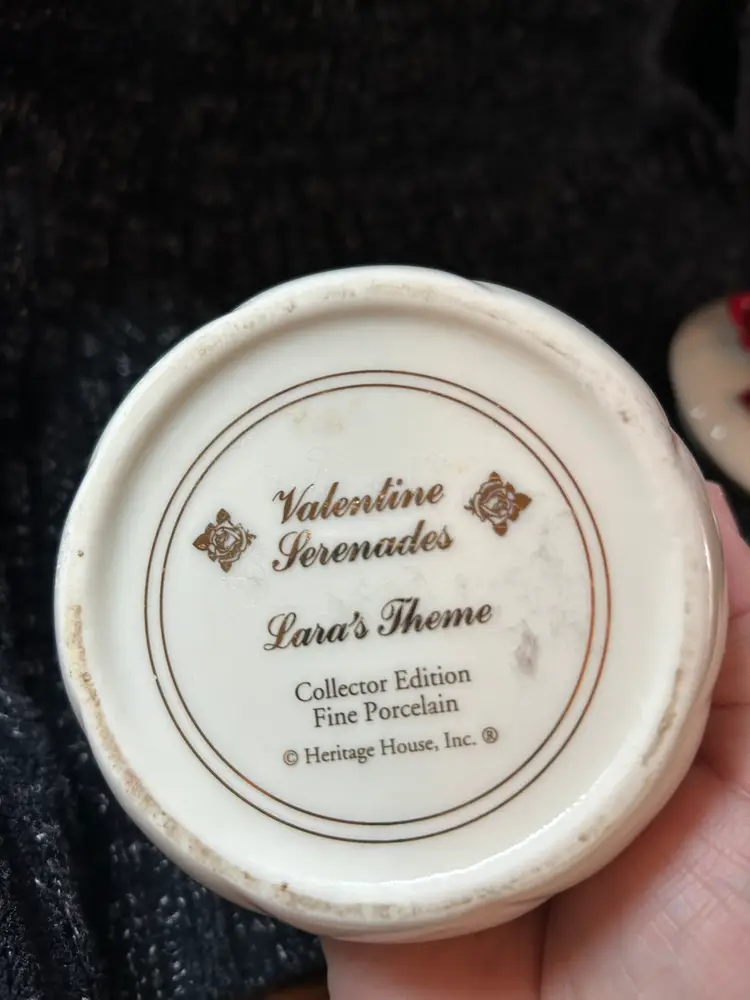 Valentine
Serenades
Lara's Theme
Collector Edition
Fine Porcelain
© Heritage House, Inc. ®